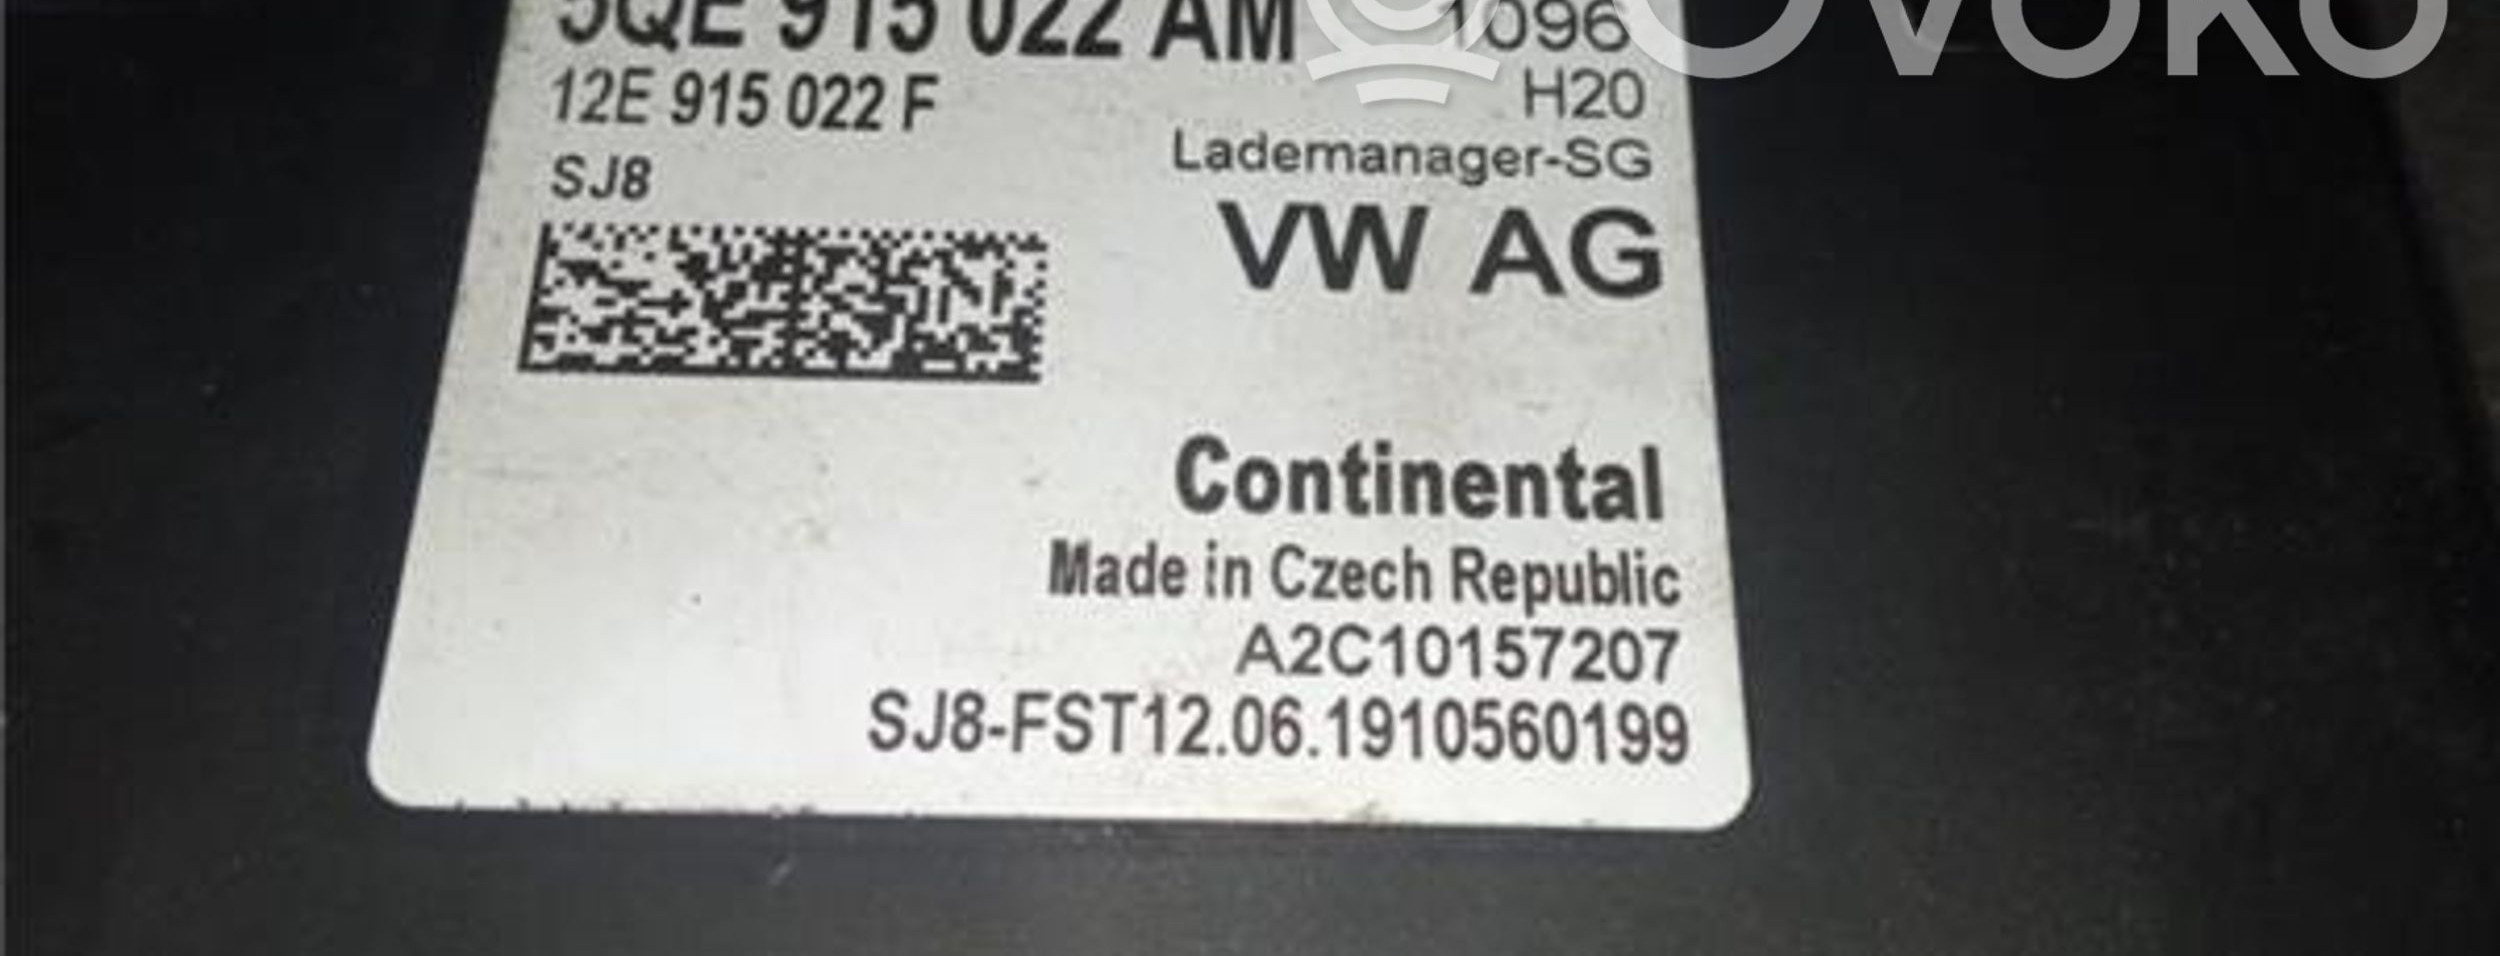 5QE 915 022 AM
1096
OVOKO
12E 915 022 F
H20
Lademanager-SG
SJ8
VW AG
Continental
Made in Czech Republic
A2C10157207
SJ8-FST12.06.1910560199